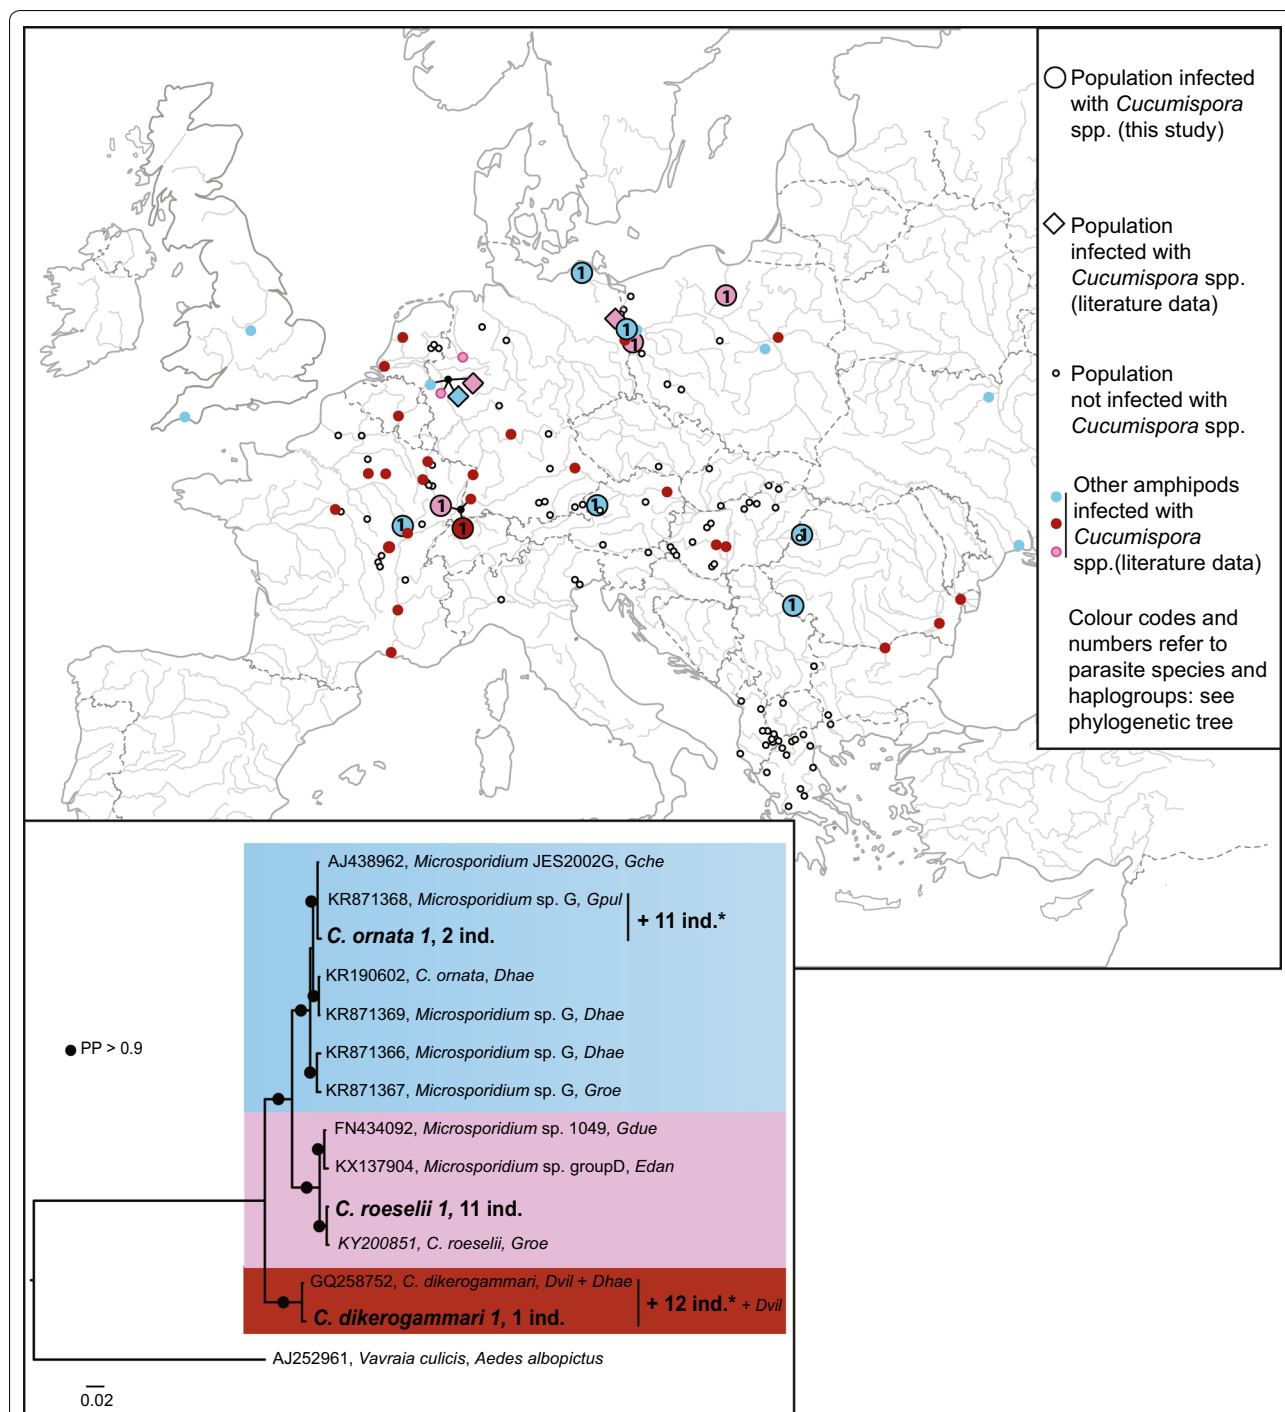 Population infected
with Cucumispora
spp. (this study)
Population
infected with
Cucumispora spp.
(literature data)
Population
not infected with
Cucumispora spp.
Other amphipods
infected with
Cucumispora
spp.(literature data)
Colour codes and
numbers refer to
parasite species and
haplogroups: see
phylogenetic tree
1
1
1
1
1
1
1
1
1
1
AJ438962, Microsporidium JES2002G, Gche
KR871368, Microsporidium sp. G, Gpul
+ 11 ind.*
C. ornata 1, 2 ind.
KR190602, C. ornata, Dhae
KR871369, Microsporidium sp. G, Dhae
PP > 0.9
KR871366, Microsporidium sp. G, Dhae
KR871367, Microsporidium sp. G, Groe
FN434092, Microsporidium sp. 1049, Gdue
KX137904, Microsporidium sp. groupD, Edan
C. roeselii 1, 11 ind.
KY200851, C. roeselii, Groe
GQ258752, C. dikerogammari, Dvil + Dhae
+ 12 ind.* + Dvil
C. dikerogammari 1, 1 ind.
AJ252961, Vavraia culicis, Aedes albopictus
0.02